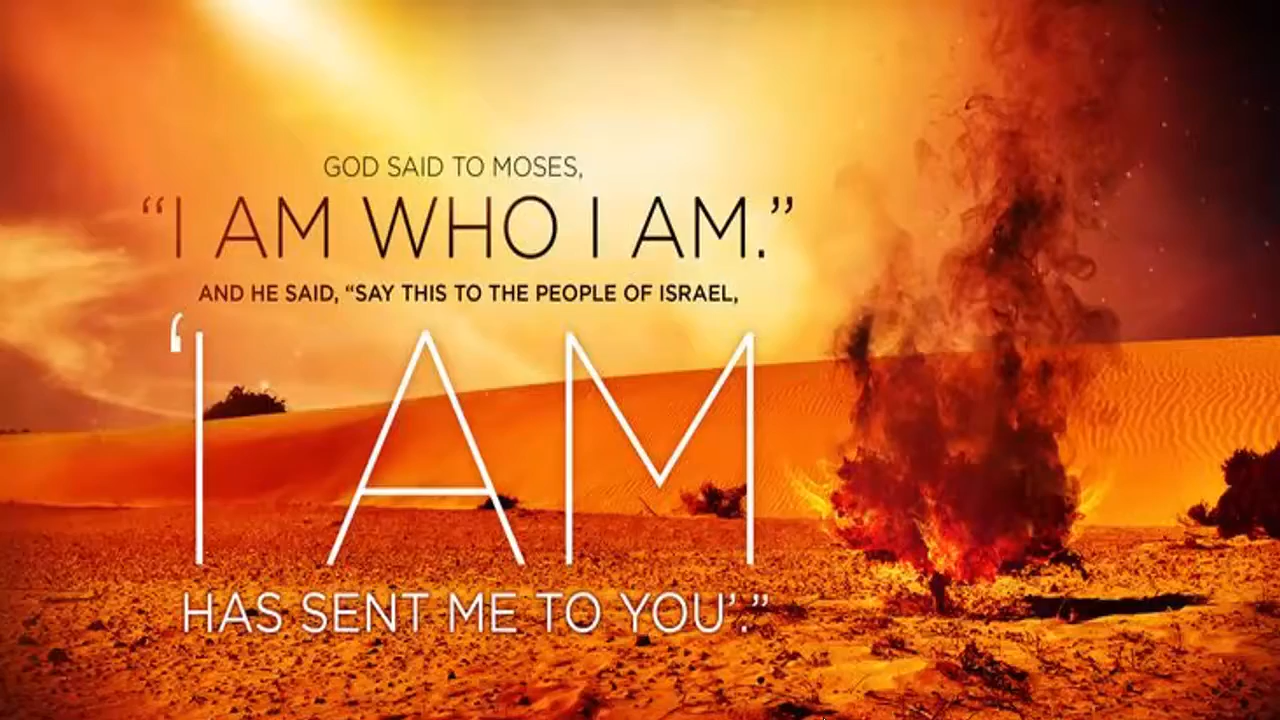 GOD SAID TO MOSES,
“I AM WHO I AM.”
AND HE SAID, “SAY THIS TO THE PEOPLE OF ISRAEL,
‘I AM
HAS SENT ME TO YOU’.”